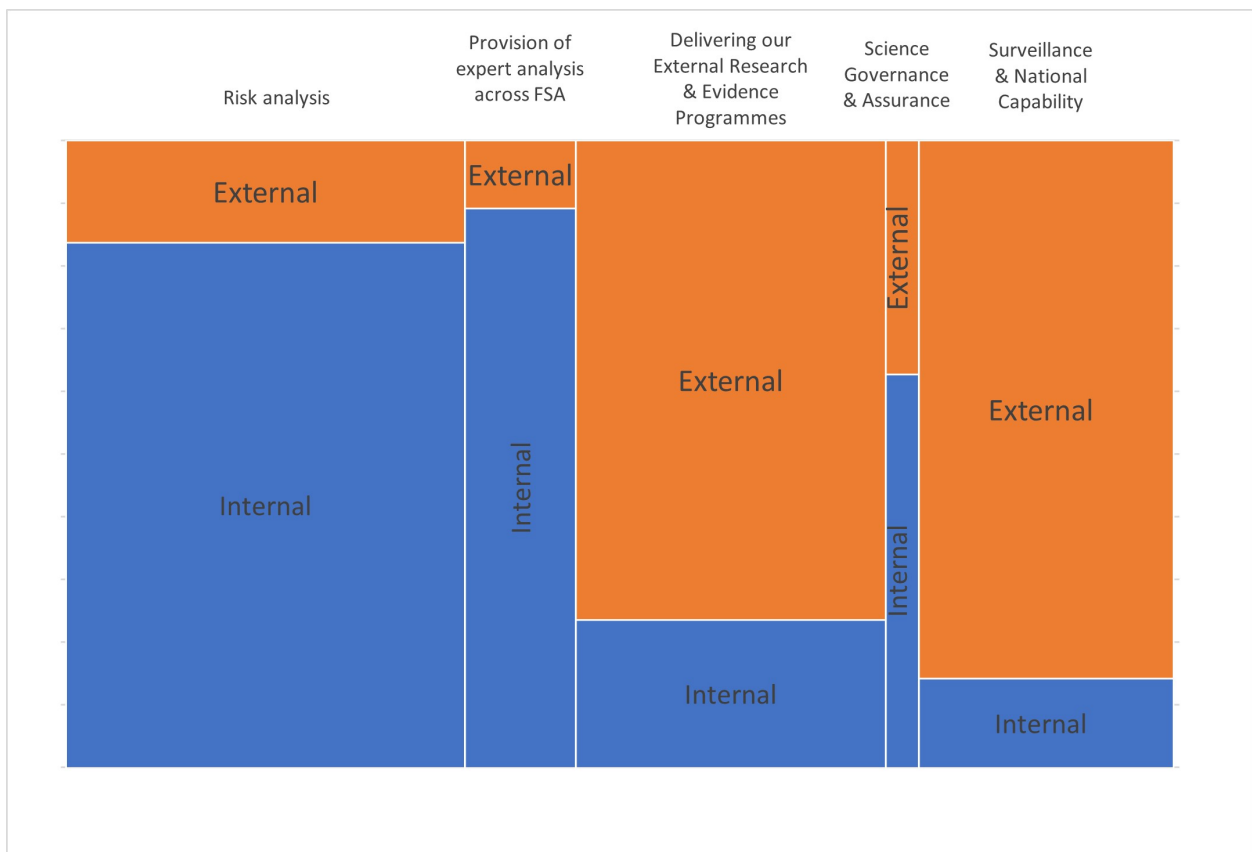 Risk analysis
Provision of
expert analysis
across FSA
Delivering our
External Research
& Evidence
Programmes
Science
Governance
& Assurance
Surveillance
& National
Capability
External
Internal
External
Internal
External
Internal
External
Internal
External
Internal